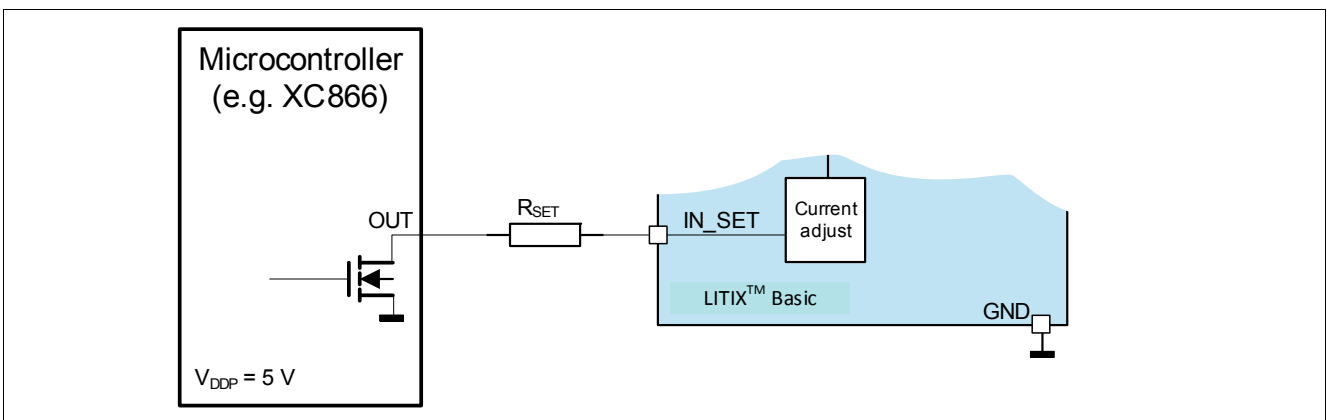 Microcontroller
(e.g. XC866)
OUT
RSET
IN_SET
Current
adjust
LITIX™ Basic
GND
VDDP = 5 V